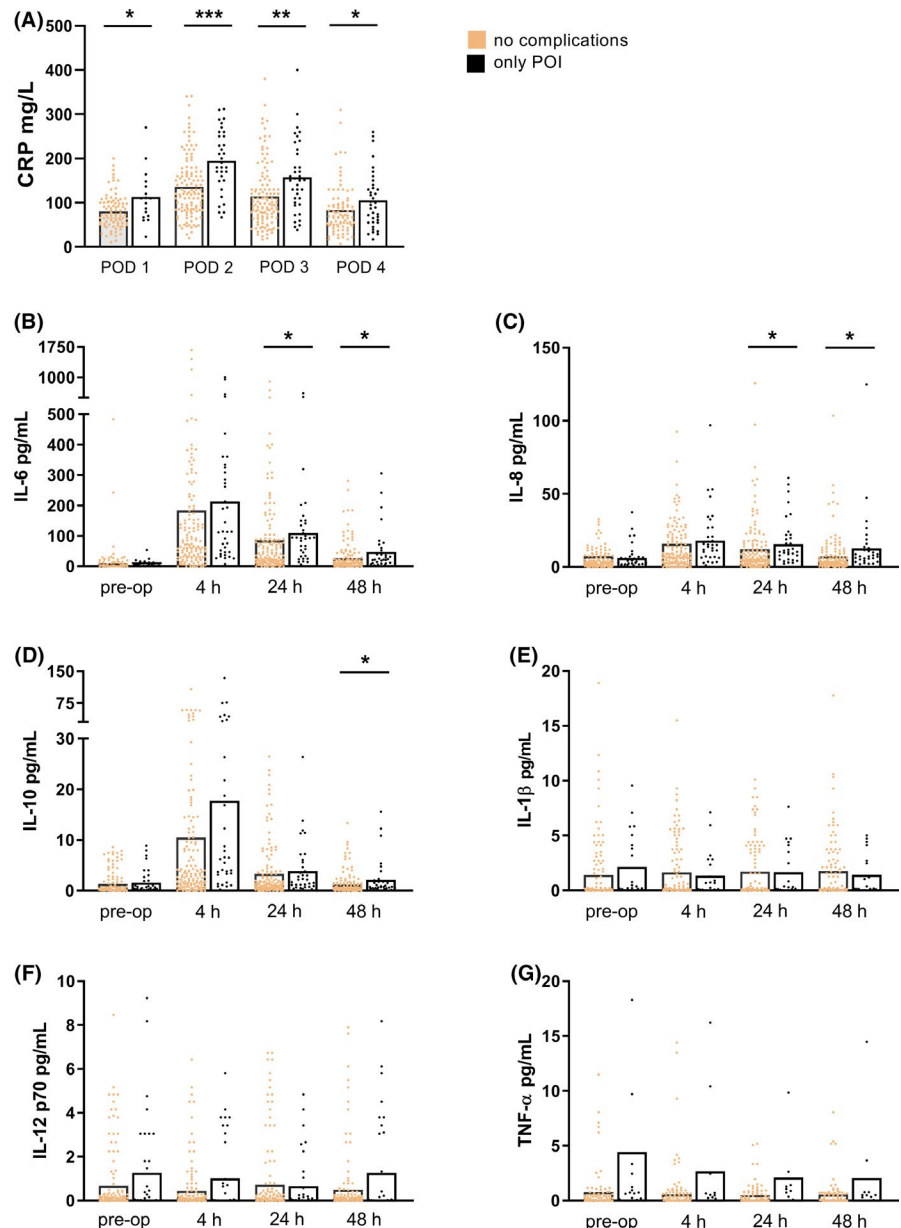 (A)
* *** ** *
no complications
only POI
CRP mg/L
500
400
300
200
100
0
POD 1 POD 2 POD 3 POD 4
(B)
* *
IL-6 pg/mL
1750
1000
500
400
300
200
100
0
pre-op 4 h 24 h 48 h
(C)
* *
IL-8 pg/mL
150
100
50
0
pre-op 4 h 24 h 48 h
(D)
*
IL-10 pg/mL
150
75
30
20
10
0
pre-op 4 h 24 h 48 h
(E)
IL-1β pg/mL
20
15
10
5
0
pre-op 4 h 24 h 48 h
(F)
IL-12 p70 pg/mL
10
8
6
4
2
0
pre-op 4 h 24 h 48 h
(G)
TNF-α pg/mL
20
15
10
5
0
pre-op 4 h 24 h 48 h